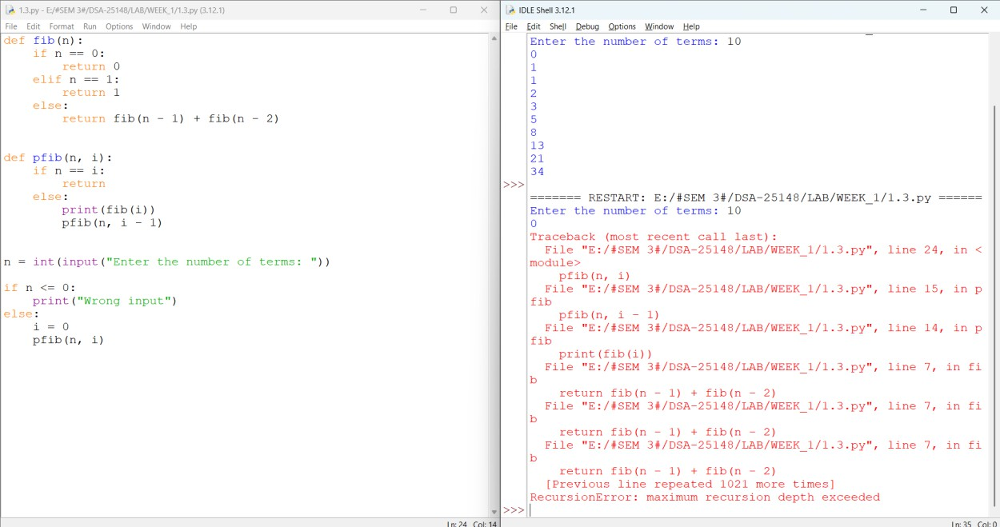 1.3.py - E:/#SEM 3#/DSA-25148/LAB/WEEK_1/1.3.py (3.12.1)
File Edit Format Run Options Window Help
def fib(n):
    if n == 0:
        return 0
    elif n == 1:
        return 1
    else:
        return fib(n - 1) + fib(n - 2)
def pfib(n, i):
    if n == i:
        return
    else:
        print(fib(i))
        pfib(n, i - 1)
n = int(input("Enter the number of terms: "))
if n <= 0:
    print("Wrong input")
else:
    i = 0
    pfib(n, i)
Ln: 24 Col: 14
IDLE Shell 3.12.1
File Edit Shell Debug Options Window Help
Enter the number of terms: 10
0
1
1
2
3
5
8
13
21
34
>>>
======= RESTART: E:/#SEM 3#/DSA-25148/LAB/WEEK_1/1.3.py ======
Enter the number of terms: 10
0
Traceback (most recent call last):
  File "E:/#SEM 3#/DSA-25148/LAB/WEEK_1/1.3.py", line 24, in <
module>
    pfib(n, i)
  File "E:/#SEM 3#/DSA-25148/LAB/WEEK_1/1.3.py", line 15, in p
fib
    pfib(n, i - 1)
  File "E:/#SEM 3#/DSA-25148/LAB/WEEK_1/1.3.py", line 14, in p
fib
    print(fib(i))
  File "E:/#SEM 3#/DSA-25148/LAB/WEEK_1/1.3.py", line 7, in fi
b
    return fib(n - 1) + fib(n - 2)
  File "E:/#SEM 3#/DSA-25148/LAB/WEEK_1/1.3.py", line 7, in fi
b
    return fib(n - 1) + fib(n - 2)
  File "E:/#SEM 3#/DSA-25148/LAB/WEEK_1/1.3.py", line 7, in fi
b
    return fib(n - 1) + fib(n - 2)
  [Previous line repeated 1021 more times]
RecursionError: maximum recursion depth exceeded
>>>
Ln: 35 Col: 0